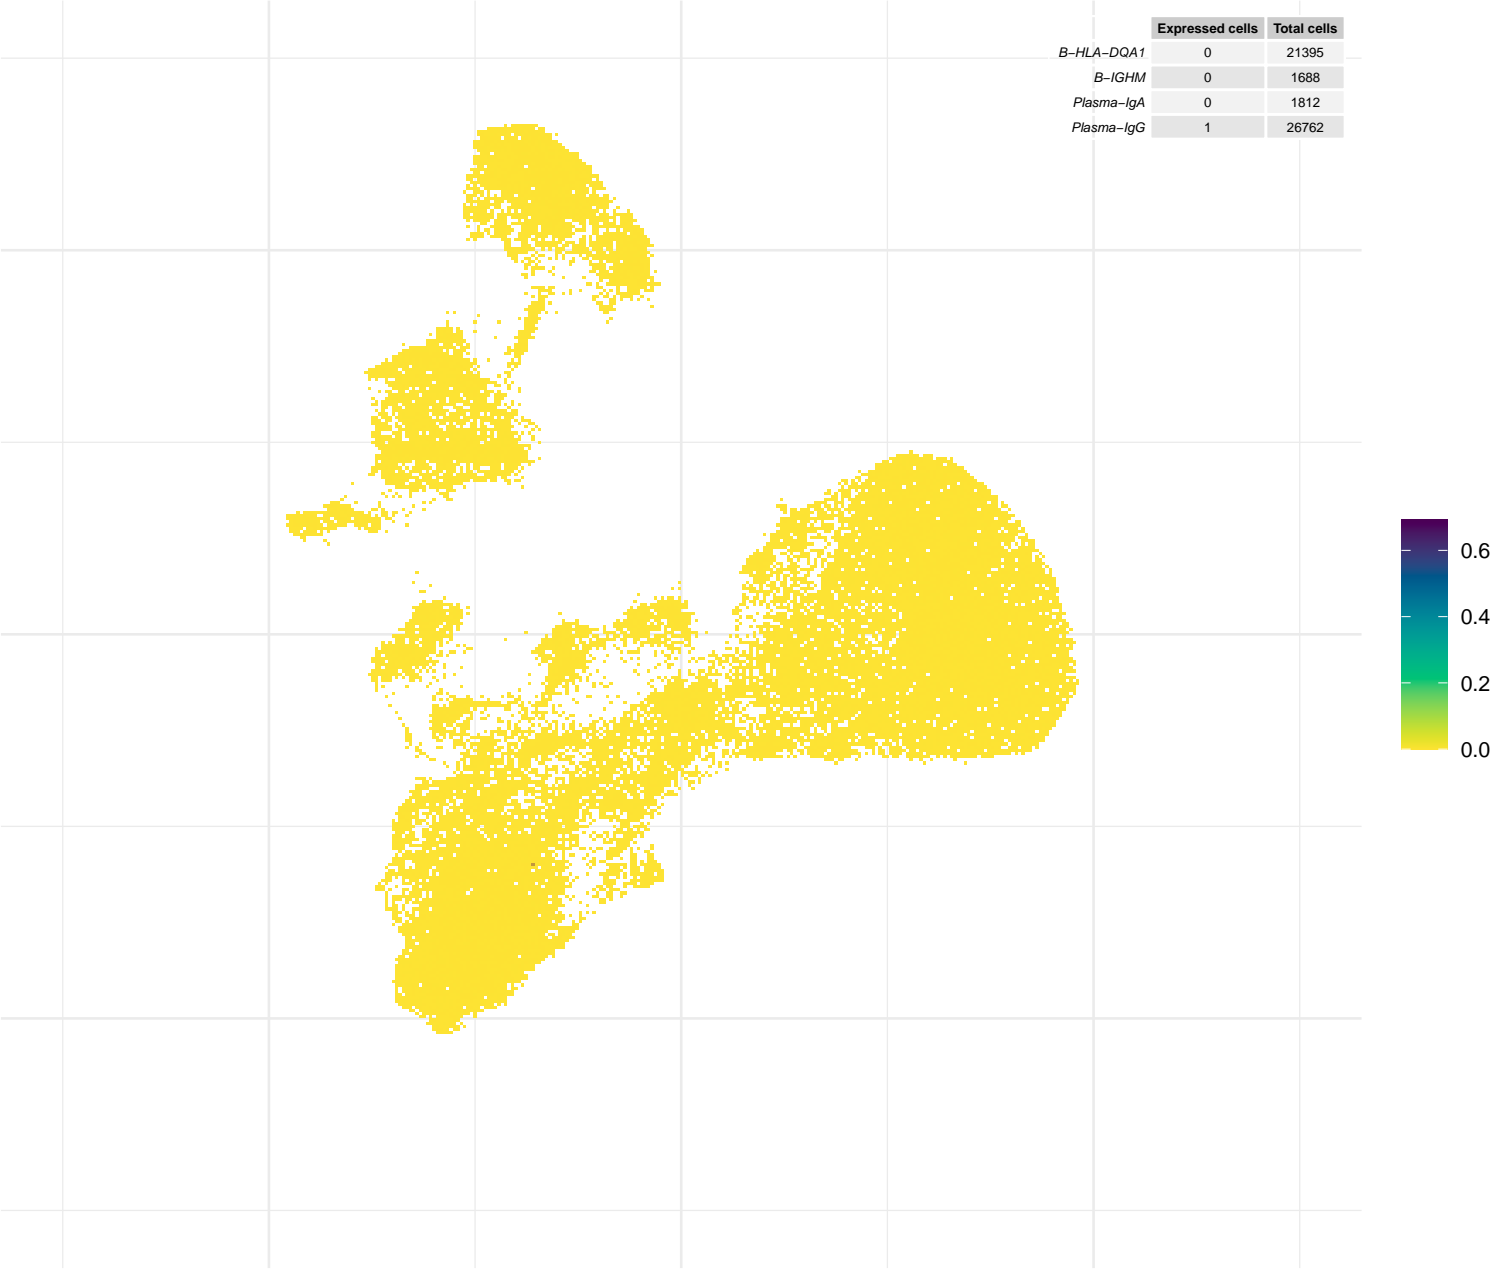 Expressed cells Total cells
B−HLA−DQA1 0 21395
B−IGHM 0 1688
Plasma−IgA 0 1812
Plasma−IgG 1 26762
0.6
0.4
0.2
0.0